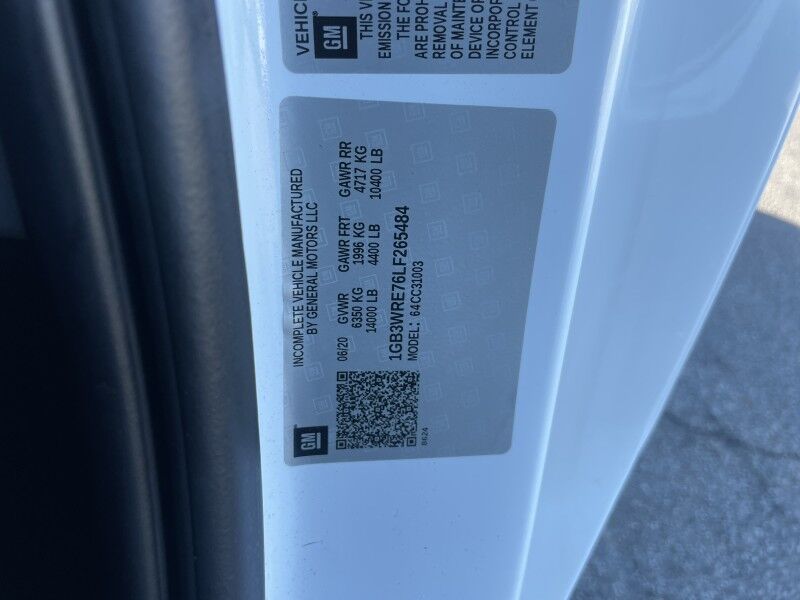 VEHICL
GM
THIS V
EMISSION
THE FO
ARE PROH
REMOVAL
OF MAINTE
DEVICE OR
INCORPOR
CONTROL
ELEMENT O
INCOMPLETE VEHICLE MANUFACTURED
BY GENERAL MOTORS LLC
06/20 GVWR GAWR FRT GAWR RR
6350 KG 1996 KG 4717 KG
14000 LB 4400 LB 10400 LB
1GB3WRE76LF265484
MODEL: 64CC31003
GM
8624